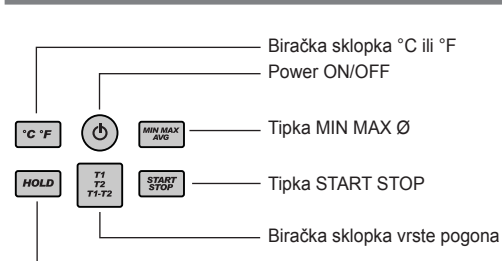 Biračka sklopka °C ili °F
Power ON/OFF
°C °F
MIN MAX
AVG
Tipka MIN MAX Ø
HOLD
T1
T2
T1-T2
START
STOP
Tipka START STOP
Biračka sklopka vrste pogona